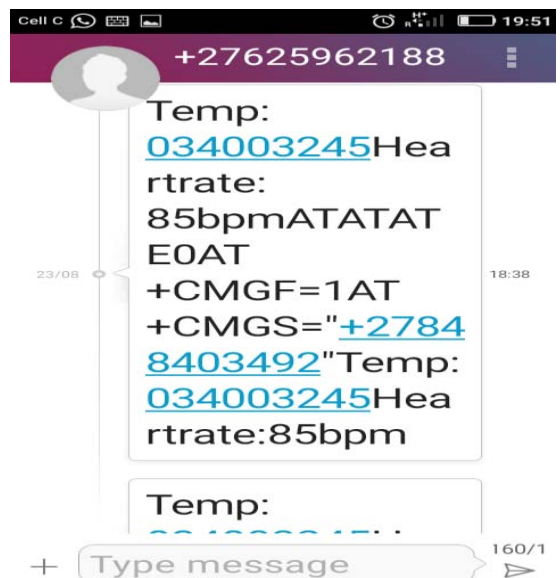 Cell C 19:51
+27625962188
Temp:
034003245Hea
rtrate:
85bpmATATAT
E0AT
23/08
18:38
+CMGF=1AT
+CMGS="+2784
8403492"Temp:
034003245Hea
rtrate:85bpm
Temp:
160/1
Type message